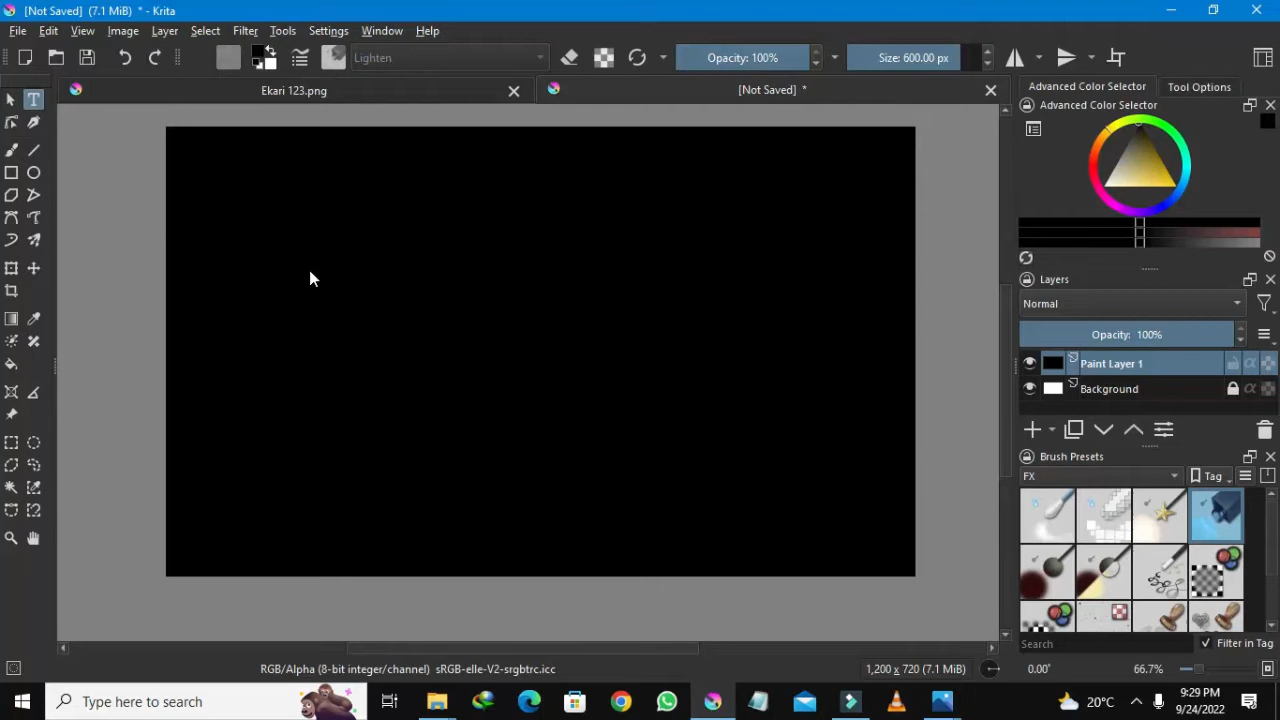 [Not Saved] (7.1 MiB) * - Krita
File Edit View Image Layer Select Filter Tools Settings Window Help
Lighten Opacity: 100% Size: 600.00 px
Ekari 123.png [Not Saved] *
Advanced Color Selector Tool Options
Advanced Color Selector
Layers
Normal
Opacity: 100%
Paint Layer 1
Background
Brush Presets
FX Tag
Search Filter in Tag
RGB/Alpha (8-bit integer/channel) sRGB-elle-V2-srgbtrc.icc 1,200 x 720 (7.1 MiB) 0.00° 66.7%
Type here to search 20°C 9:29 PM
9/24/2022